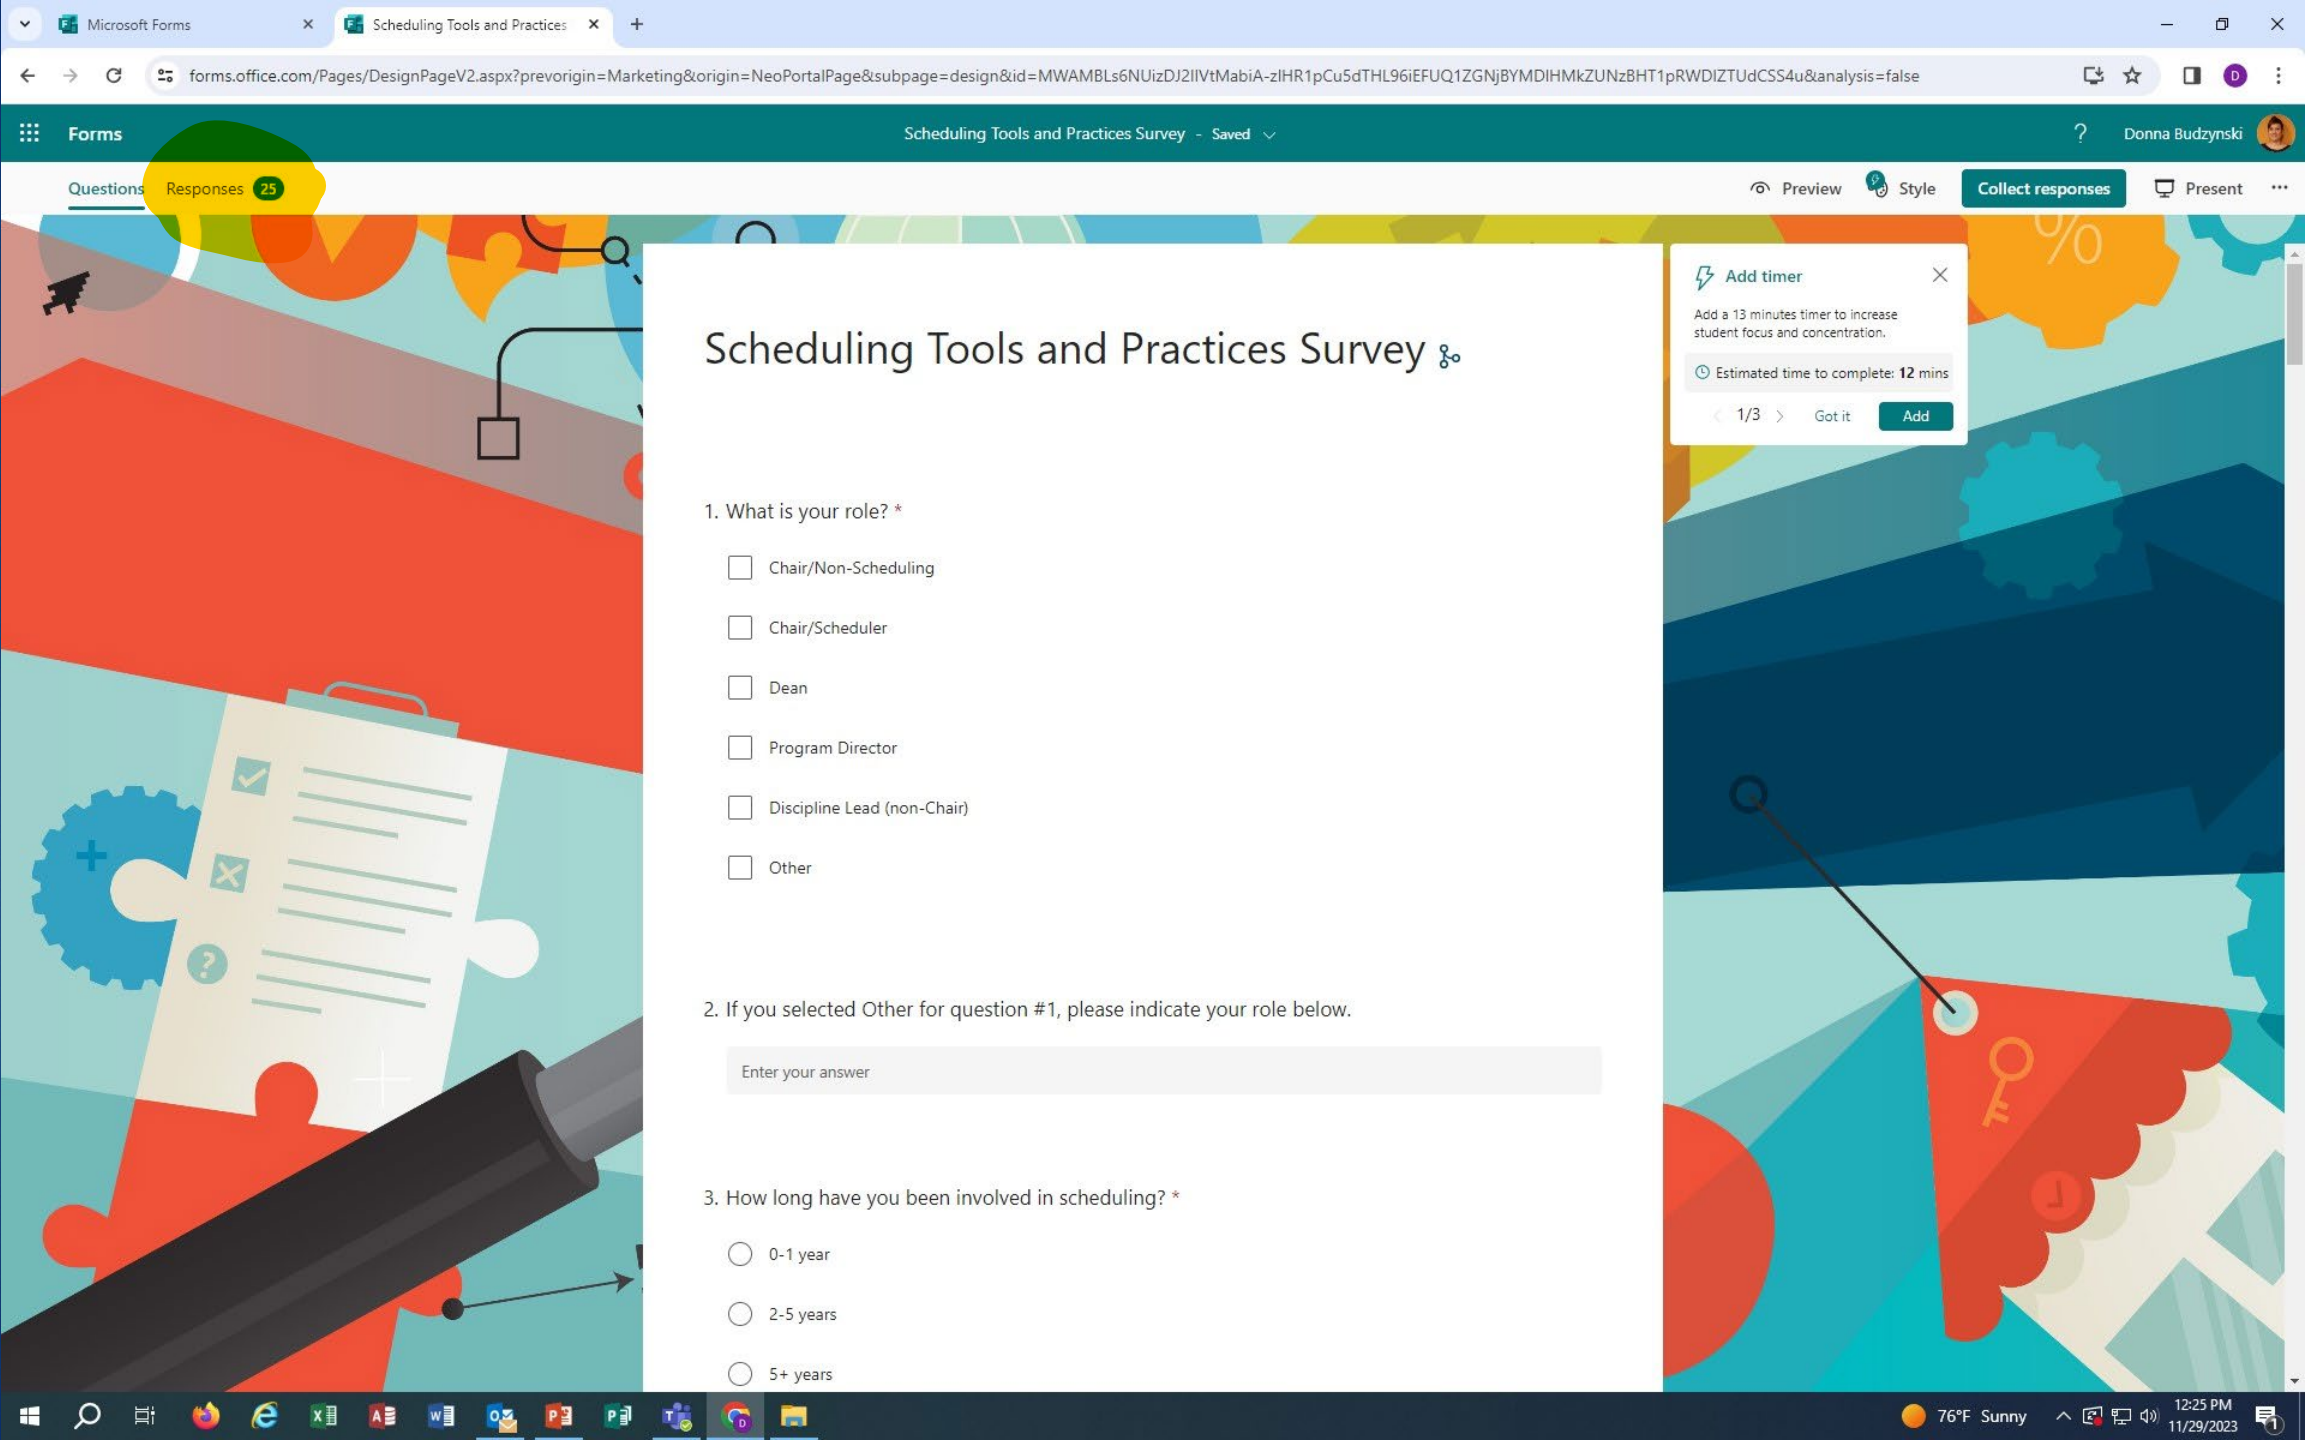 Microsoft Forms
Scheduling Tools and Practices
forms.office.com/Pages/DesignPageV2.aspx?prevorigin=Marketing&origin=NeoPortalPage&subpage=design&id=
D
Forms
Scheduling Tools and Practices Survey - Saved
?
Donna Budzynski
Questions
Responses 25
Preview
Style
Collect responses
Present
%
Scheduling Tools and Practices Survey
Add timer
Add a 13 minutes timer to increase
student focus and concentration.
Estimated time to complete: 12 mins
1/3
Got it
Add
1. What is your role? *
Chair/Non-Scheduling
Chair/Scheduler
Dean
Program Director
Discipline Lead (non-Chair)
Other
2. If you selected Other for question #1, please indicate your role below.
Enter your answer
3. How long have you been involved in scheduling? *
0-1 year
2-5 years
5+ years
76°F Sunny
12:25 PM
11/29/2023
1